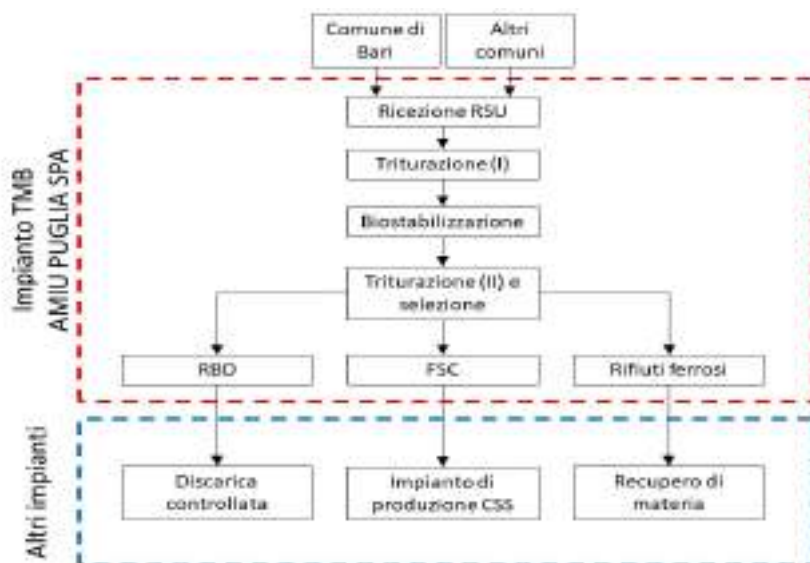 Comune di
Bari
Altri
comuni
Impianto TMB
AMIU PUGLIA SPA
Ricezione RSU
Triturazione (I)
Biostabilizzazione
Triturazione (II) e
selezione
RBD
FSC
Rifiuti ferrosi
Altri impianti
Discarica
controllata
Impianto di
produzione CSS
Recupero di
materia